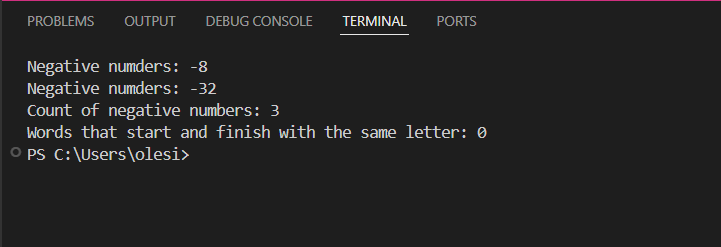 PROBLEMS OUTPUT DEBUG CONSOLE TERMINAL PORTS
Negative numders: -8
Negative numders: -32
Count of negative numbers: 3
Words that start and finish with the same letter: 0
PS C:\Users\olesi>